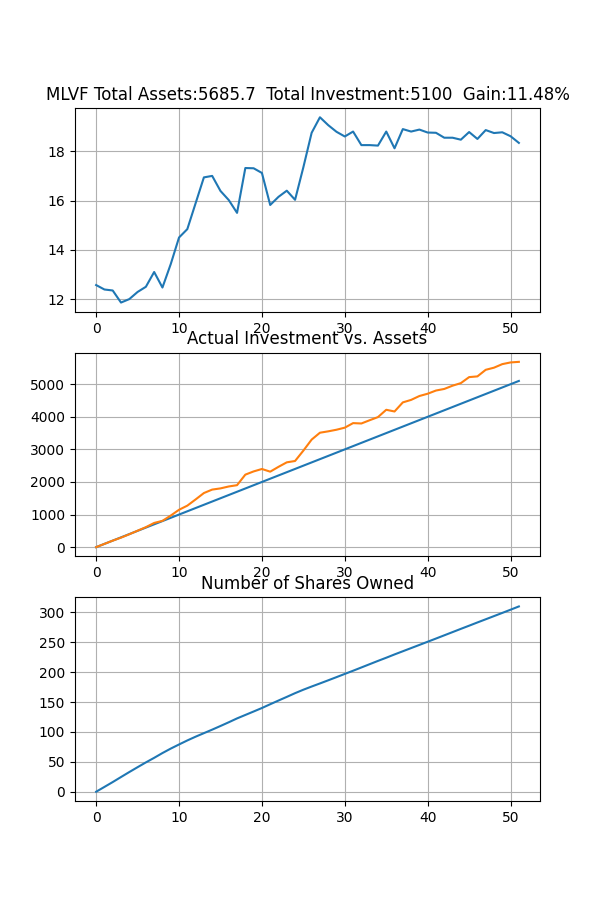 MLVF Total Assets:5685.7  Total Investment:5100  Gain:11.48%
18
16
14
12
0 10 20 30 40 50
Actual Investment vs. Assets
5000
4000
3000
2000
1000
0
0 10 20 30 40 50
Number of Shares Owned
300
250
200
150
100
50
0
0 10 20 30 40 50